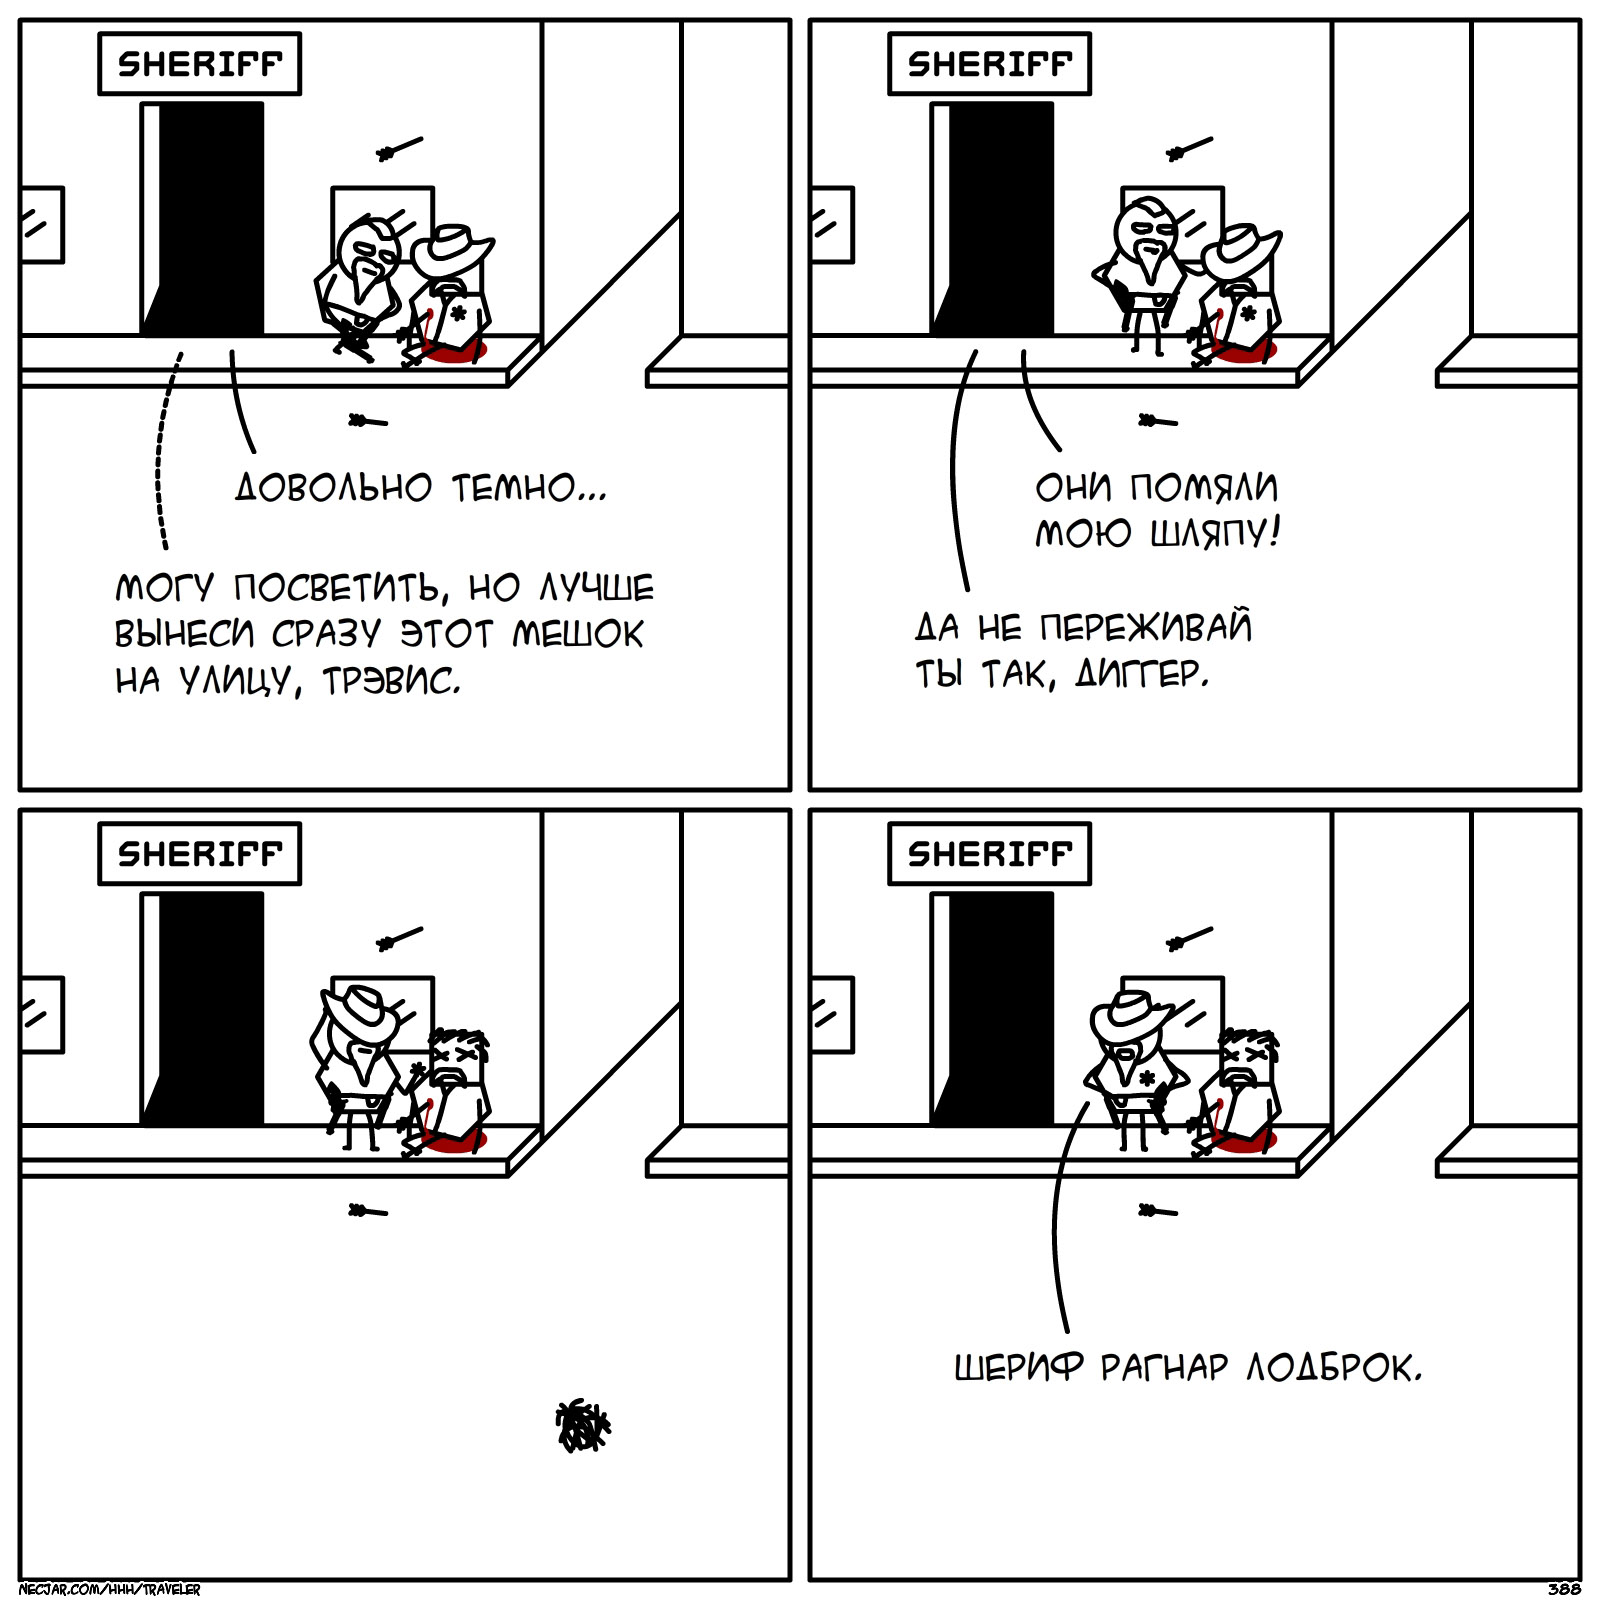 SHERIFF
ДОВОЛЬНО ТЕМНО...
МОГУ ПОСВЕТИТЬ, НО ЛУЧШЕ
ВЫНЕСИ СРАЗУ ЭТОТ МЕШОК
НА УЛИЦУ, ТРЭВИС.
SHERIFF
ОНИ ПОМЯЛИ
МОЮ ШЛЯПУ!
ДА НЕ ПЕРЕЖИВАЙ
ТЫ ТАК, ДИГГЕР.
SHERIFF
SHERIFF
ШЕРИФ РАГНАР ЛОДБРОК.
NECJAR.COM/HHH/TRAVELER
388